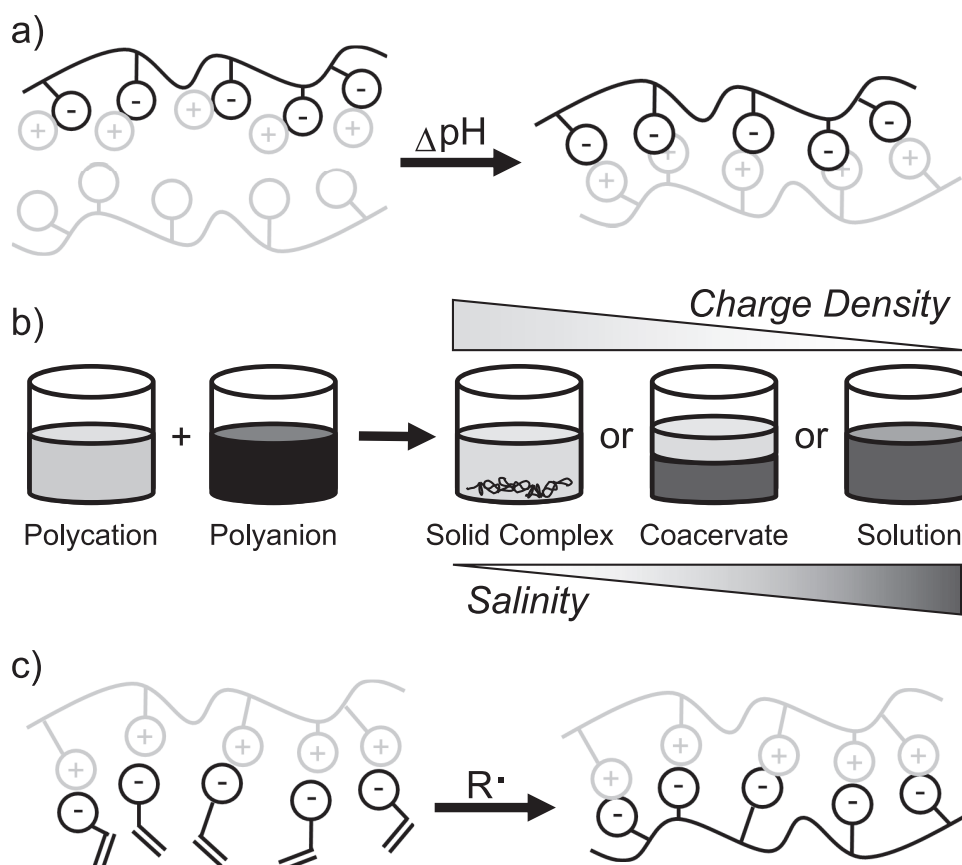 a)
- - - - -
+ + + + +
ΔpH
- - - - -
+ + + + +
b)
Charge Density
+ or or
Polycation Polyanion Solid Complex Coacervate Solution
Salinity
c)
+ + + + +
- - - - -
R·
+ + + + +
- - - - -